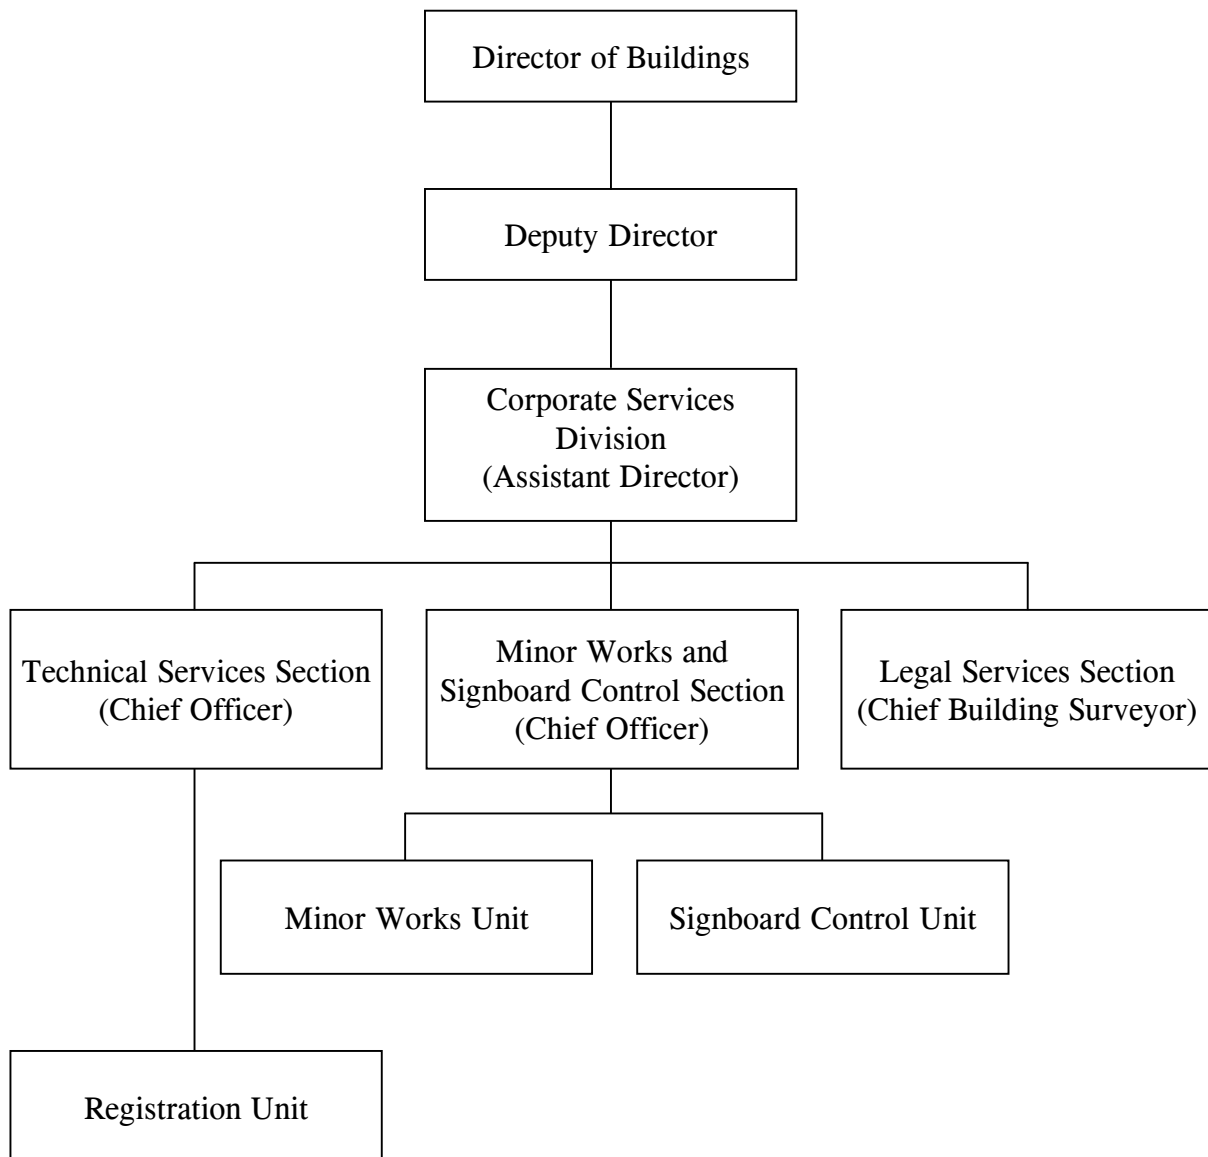 Director of Buildings
Deputy Director
Corporate Services
Division
(Assistant Director)
Technical Services Section
(Chief Officer)
Minor Works and
Signboard Control Section
(Chief Officer)
Legal Services Section
(Chief Building Surveyor)
Minor Works Unit
Signboard Control Unit
Registration Unit